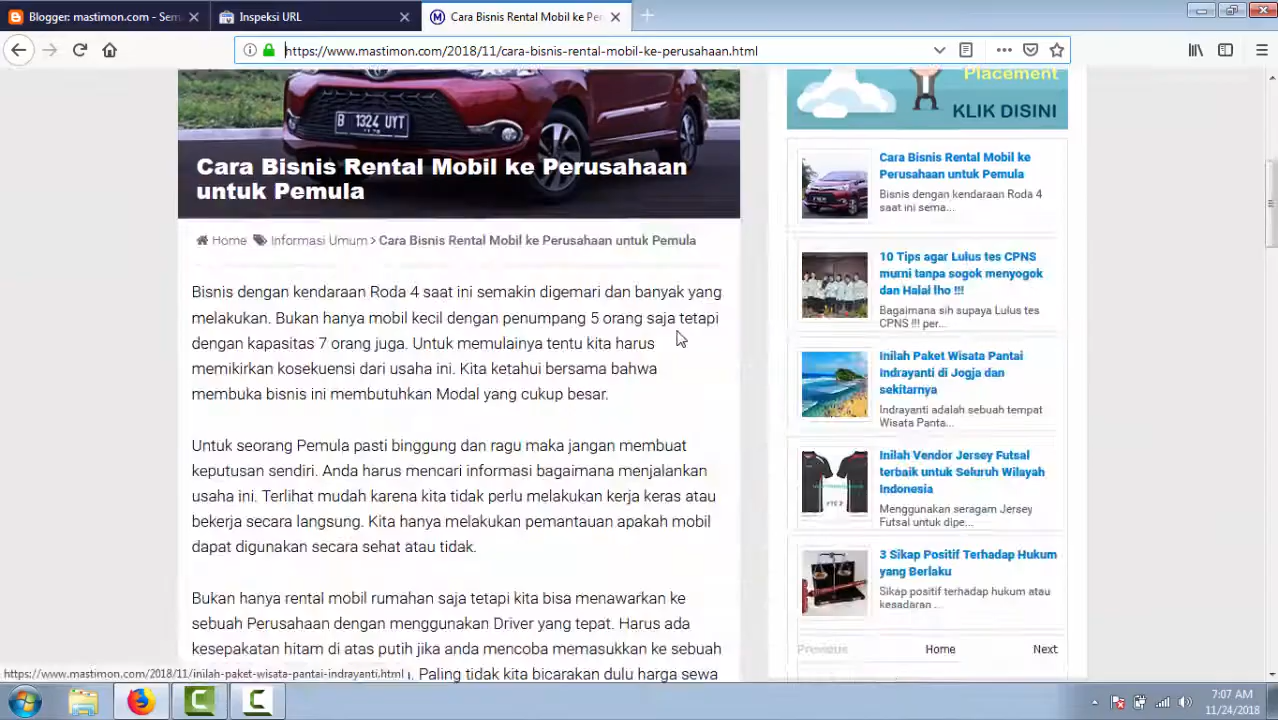 Blogger: mastimon.com - Sem
Inspeksi URL
Cara Bisnis Rental Mobil ke Per
https://www.mastimon.com/2018/11/cara-bisnis-rental-mobil-ke-perusahaan.html
B 1324 UYT
Cara Bisnis Rental Mobil ke Perusahaan
untuk Pemula
Home Informasi Umum > Cara Bisnis Rental Mobil ke Perusahaan untuk Pemula
Bisnis dengan kendaraan Roda 4 saat ini semakin digemari dan banyak yang
melakukan. Bukan hanya mobil kecil dengan penumpang 5 orang saja tetapi
dengan kapasitas 7 orang juga. Untuk memulainya tentu kita harus
memikirkan kosekuensi dari usaha ini. Kita ketahui bersama bahwa
membuka bisnis ini membutuhkan Modal yang cukup besar.
Untuk seorang Pemula pasti binggung dan ragu maka jangan membuat
keputusan sendiri. Anda harus mencari informasi bagaimana menjalankan
usaha ini. Terlihat mudah karena kita tidak perlu melakukan kerja keras atau
bekerja secara langsung. Kita hanya melakukan pemantauan apakah mobil
dapat digunakan secara sehat atau tidak.
Bukan hanya rental mobil rumahan saja tetapi kita bisa menawarkan ke
sebuah Perusahaan dengan menggunakan Driver yang tepat. Harus ada
kesepakatan hitam di atas putih jika anda mencoba memasukkan ke sebuah
Paling tidak kita bicarakan dulu harga sewa
Placement
KLIK DISINI
Cara Bisnis Rental Mobil ke
Perusahaan untuk Pemula
Bisnis dengan kendaraan Roda 4
saat ini sema...
10 Tips agar Lulus tes CPNS
murni tanpa sogok menyogok
dan Halal lho !!!
Bagaimana sih supaya Lulus tes
CPNS !!! per...
Inilah Paket Wisata Pantai
Indrayanti di Jogja dan
sekitarnya
Indrayanti adalah sebuah tempat
Wisata Panta...
Inilah Vendor Jersey Futsal
terbaik untuk Seluruh Wilayah
Indonesia
Menggunakan seragam Jersey
Futsal untuk dipe...
3 Sikap Positif Terhadap Hukum
yang Berlaku
Sikap positif terhadap hukum atau
kesadaran ...
Previous Home Next
https://www.mastimon.com/2018/11/inilah-paket-wisata-pantai-indrayanti.html
7:07 AM
11/24/2018